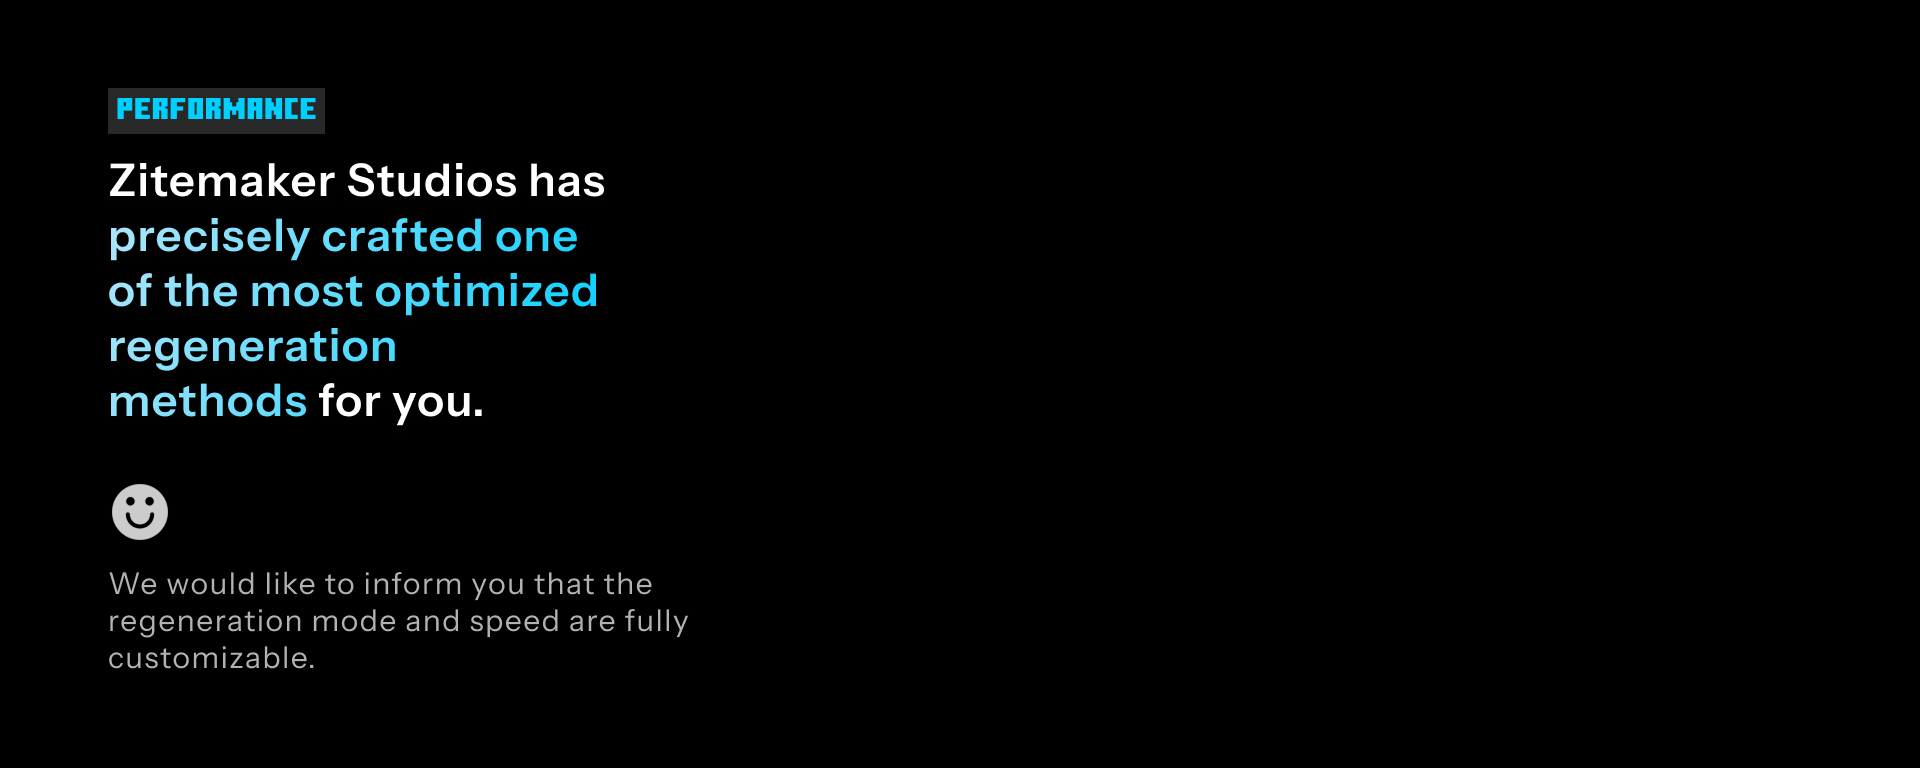 PERFORMANCE
Zitemaker Studios has
precisely crafted one
of the most optimized
regeneration
methods for you.
We would like to inform you that the
regeneration mode and speed are fully
customizable.